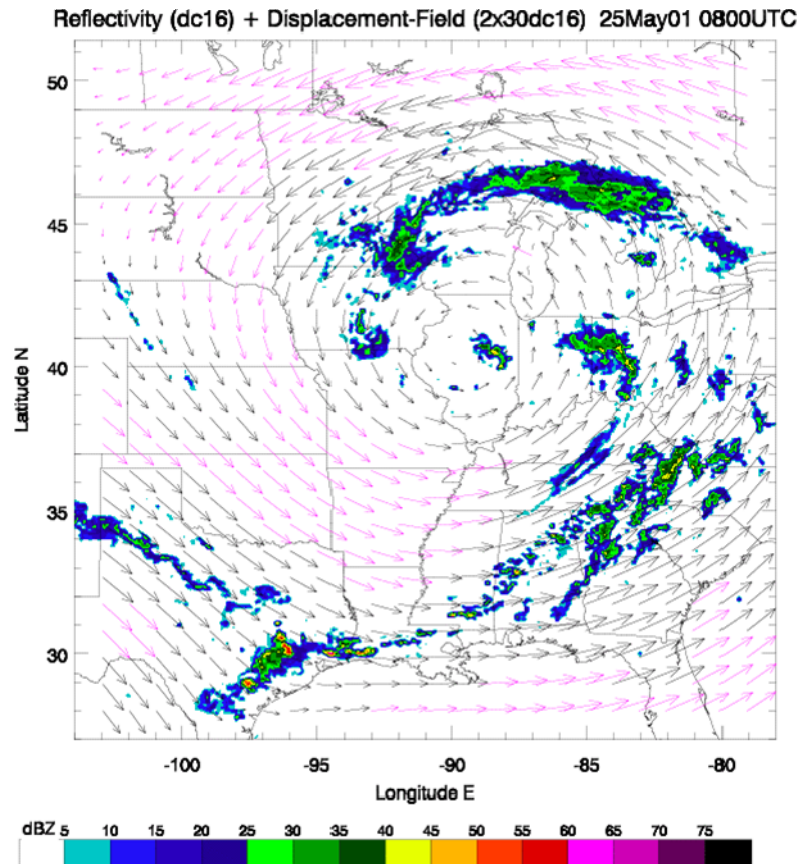 Reflectivity (dc16) + Displacement-Field (2x30dc16) 25May01 0800UTC
50
45
40
35
30
Latitude N
-100 -95 -90 -85 -80
Longitude E
dBZ 5 10 15 20 25 30 35 40 45 50 55 60 65 70 75